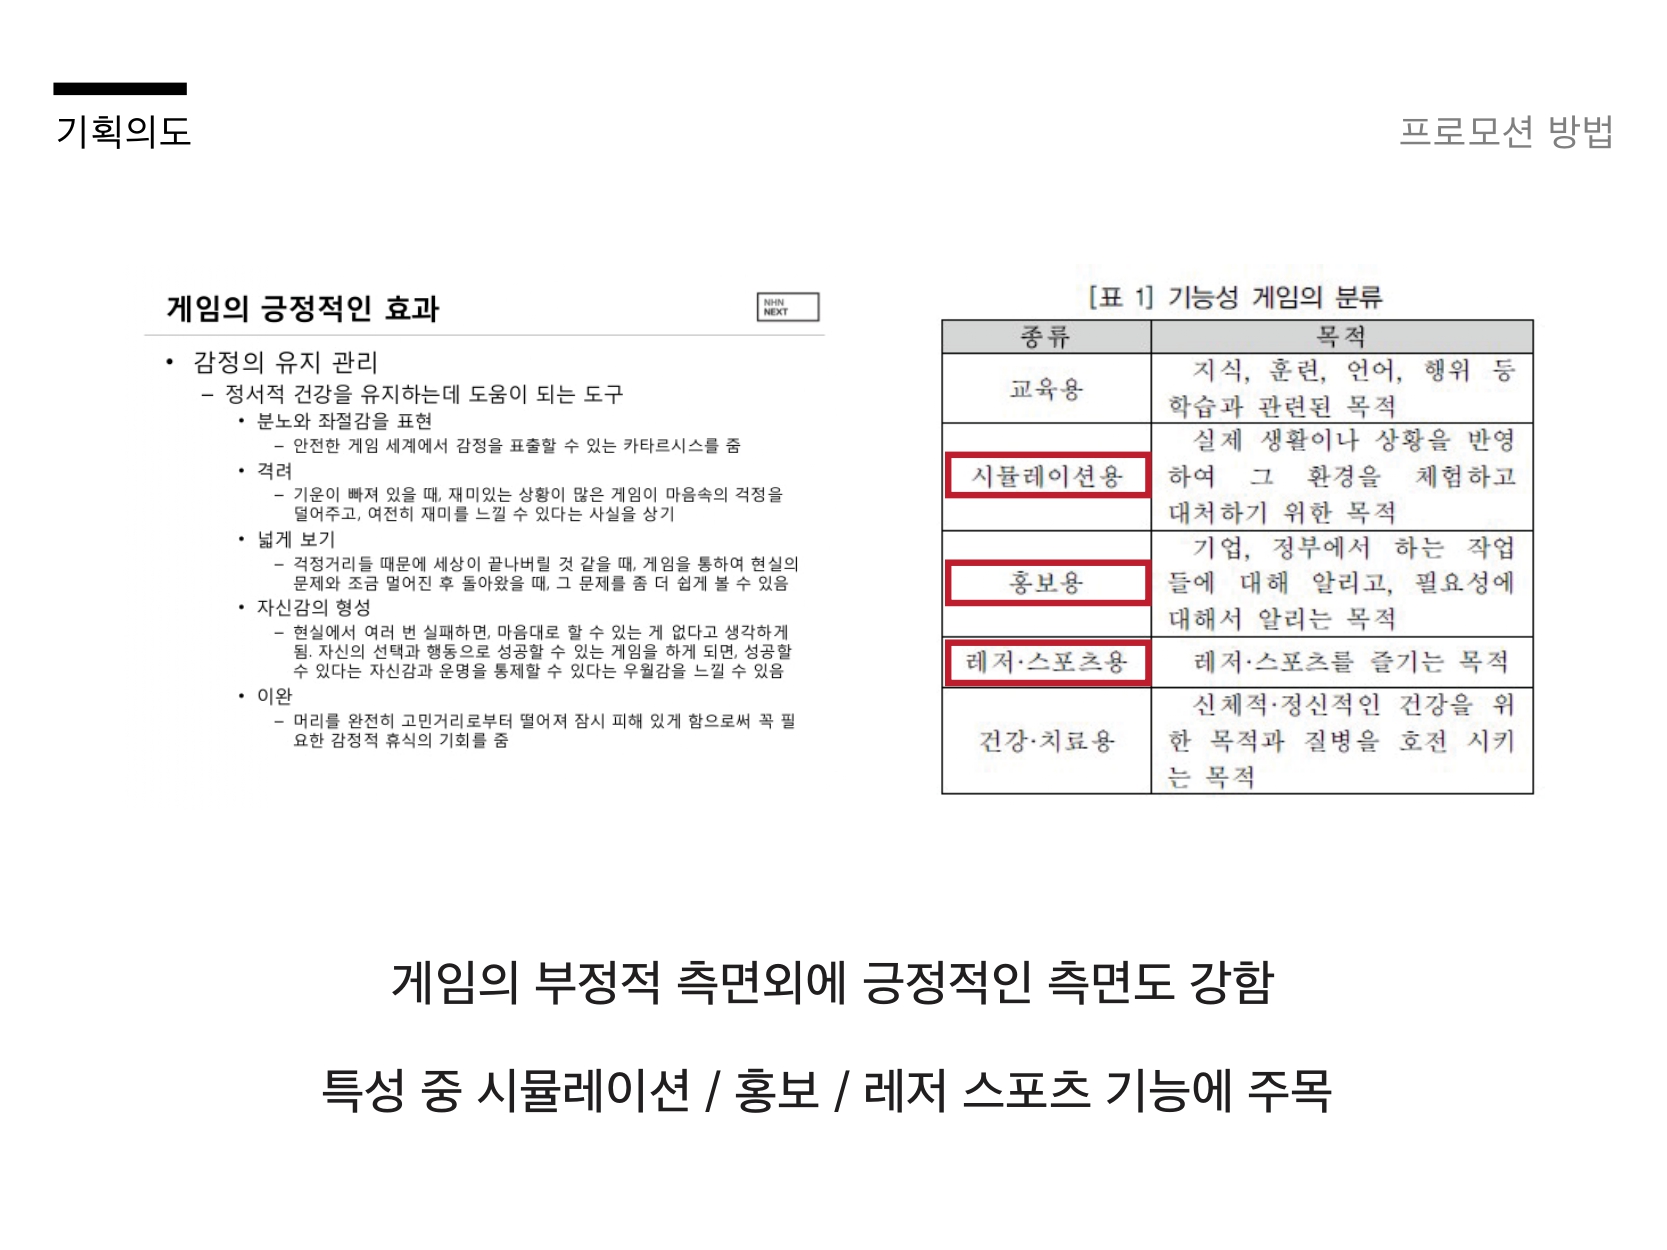 기획의도
프로모션 방법
게임의 긍정적인 효과
NHN
NEXT
• 감정의 유지 관리
– 정서적 건강을 유지하는데 도움이 되는 도구
• 분노와 좌절감을 표현
– 안전한 게임 세계에서 감정을 표출할 수 있는 카타르시스를 줌
• 격려
– 기운이 빠져 있을 때, 재미있는 상황이 많은 게임이 마음속의 걱정을
덜어주고, 여전히 재미를 느낄 수 있다는 사실을 상기
• 넓게 보기
– 걱정거리들 때문에 세상이 끝나버릴 것 같을 때, 게임을 통하여 현실의
문제와 조금 멀어진 후 돌아왔을 때, 그 문제를 좀 더 쉽게 볼 수 있음
• 자신감의 형성
– 현실에서 여러 번 실패하면, 마음대로 할 수 있는 게 없다고 생각하게
됨. 자신의 선택과 행동으로 성공할 수 있는 게임을 하게 되면, 성공할
수 있다는 자신감과 운명을 통제할 수 있다는 우월감을 느낄 수 있음
• 이완
– 머리를 완전히 고민거리로부터 떨어져 잠시 피해 있게 함으로써 꼭 필
요한 감정적 휴식의 기회를 줌
[표 1] 기능성 게임의 분류
종류 목적
교육용
지식, 훈련, 언어, 행위 등
학습과 관련된 목적
시뮬레이션용
실제 생활이나 상황을 반영
하여 그 환경을 체험하고
대처하기 위한 목적
홍보용
기업, 정부에서 하는 작업
들에 대해 알리고, 필요성에
대해서 알리는 목적
레저·스포츠용
레저·스포츠를 즐기는 목적
건강·치료용
신체적·정신적인 건강을 위
한 목적과 질병을 호전 시키
는 목적
게임의 부정적 측면외에 긍정적인 측면도 강함
특성 중 시뮬레이션 / 홍보 / 레저 스포츠 기능에 주목